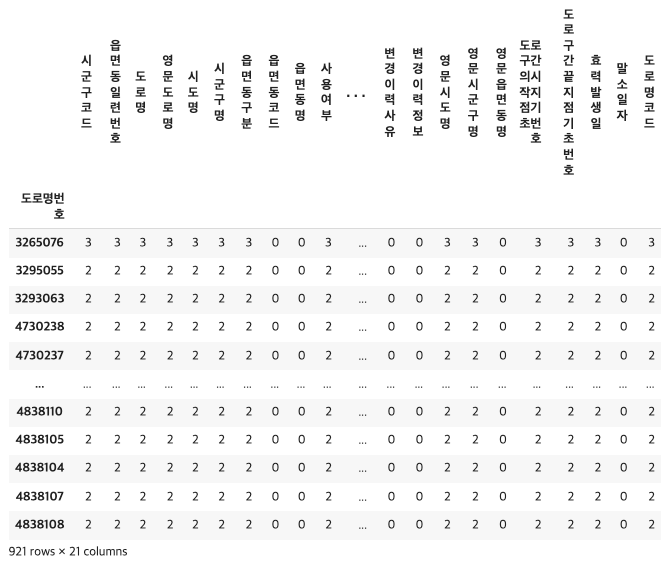 시군구코드 읍면동일련번호 도로명 영문도로명 시도명 시군구명 읍면동구분 읍면동코드 읍면동명 사용여부 ... 변경이력사유 변경이력정보 영문시도명 영문시군구명 영문읍면동명 도로구간의시작지점기초번호 도로구간끝지점기초번호 효력발생일 말소일자 도로명코드
도로명번
호
3265076 3 3 3 3 3 3 3 0 0 3 ... 0 0 3 3 0 3 3 3 0 3
3295055 2 2 2 2 2 2 2 0 0 2 ... 0 0 2 2 0 2 2 2 0 2
3293063 2 2 2 2 2 2 2 0 0 2 ... 0 0 2 2 0 2 2 2 0 2
4730238 2 2 2 2 2 2 2 0 0 2 ... 0 0 2 2 0 2 2 2 0 2
4730237 2 2 2 2 2 2 2 0 0 2 ... 0 0 2 2 0 2 2 2 0 2
... ... ... ... ... ... ... ... ... ... ... ... ... ... ... ... ... ... ... ... ... ...
4838110 2 2 2 2 2 2 2 0 0 2 ... 0 0 2 2 0 2 2 2 0 2
4838105 2 2 2 2 2 2 2 0 0 2 ... 0 0 2 2 0 2 2 2 0 2
4838104 2 2 2 2 2 2 2 0 0 2 ... 0 0 2 2 0 2 2 2 0 2
4838107 2 2 2 2 2 2 2 0 0 2 ... 0 0 2 2 0 2 2 2 0 2
4838108 2 2 2 2 2 2 2 0 0 2 ... 0 0 2 2 0 2 2 2 0 2
921 rows × 21 columns